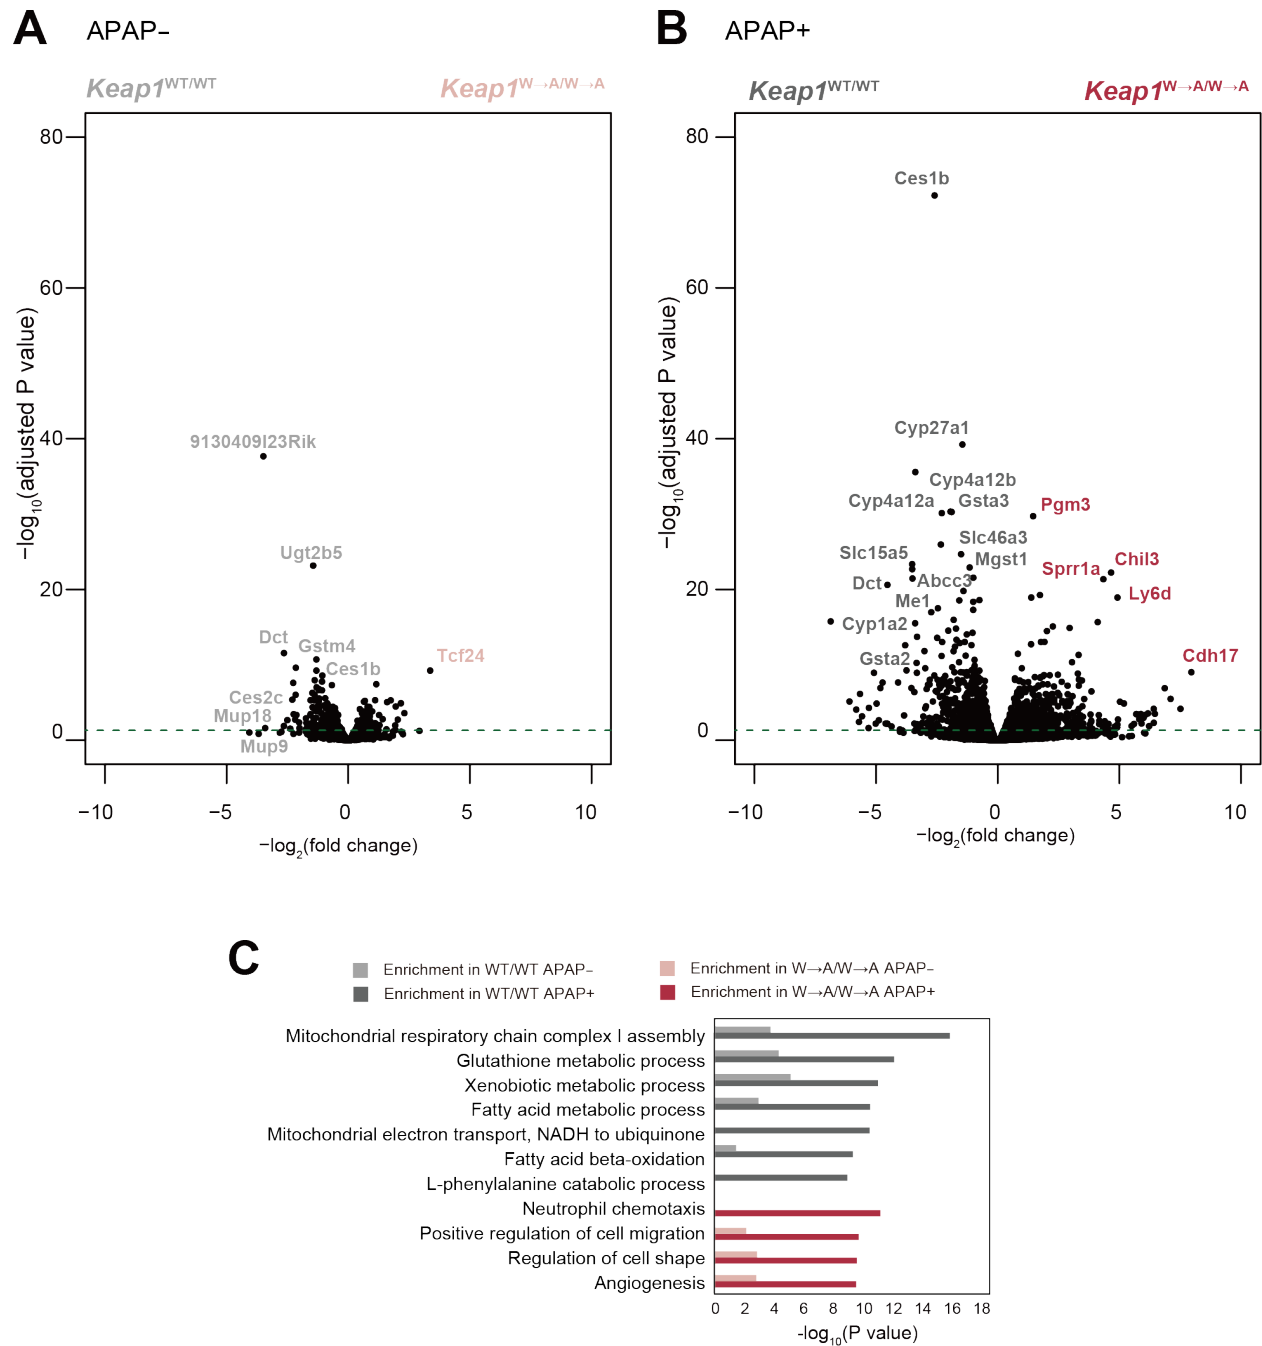 A APAP−
Keap1WT/WT Keap1W→A/W→A
80
60
40
20
0
−log10(adjusted P value)
9130409I23Rik
Ugt2b5
Dct
Gstm4
Tcf24
Ces1b
Ces2c
Mup18
Mup9
−10 −5 0 5 10
−log2(fold change)
B APAP+
Keap1WT/WT Keap1W→A/W→A
80
60
40
20
0
−log10(adjusted P value)
Ces1b
Cyp27a1
Cyp4a12b
Cyp4a12a Gsta3 Pgm3
Slc46a3
Slc15a5 Mgst1 Chil3
Sprr1a
Dct Abcc3
Me1 Ly6d
Cyp1a2
Gsta2 Cdh17
−10 −5 0 5 10
−log2(fold change)
C
Enrichment in WT/WT APAP− Enrichment in W→A/W→A APAP−
Enrichment in WT/WT APAP+ Enrichment in W→A/W→A APAP+
Mitochondrial respiratory chain complex I assembly
Glutathione metabolic process
Xenobiotic metabolic process
Fatty acid metabolic process
Mitochondrial electron transport, NADH to ubiquinone
Fatty acid beta-oxidation
L-phenylalanine catabolic process
Neutrophil chemotaxis
Positive regulation of cell migration
Regulation of cell shape
Angiogenesis
0 2 4 6 8 10 12 14 16 18
-log10(P value)